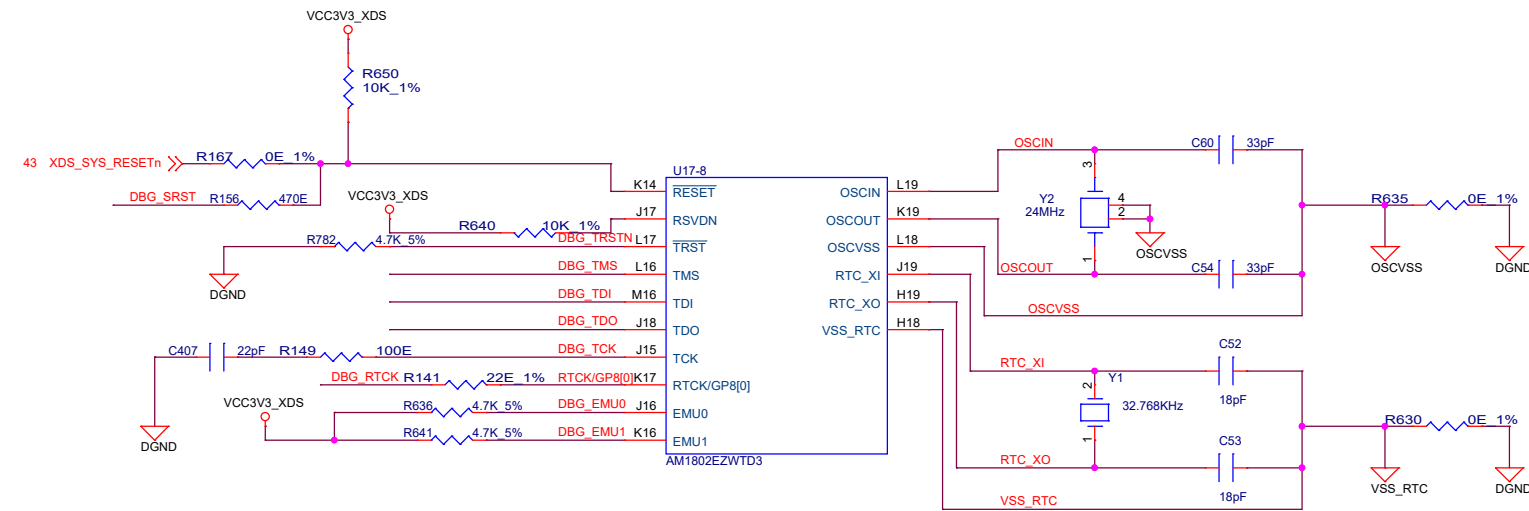 VCC3V3_XDS
R650
10K_1%
43 XDS_SYS_RESETn R167 0E_1%
DBG_SRST R156 470E
VCC3V3_XDS
R640 10K_1%
R782 4.7K_5% DBG_TRSTN
DGND
DBG_TMS
DBG_TDI
DBG_TDO
C407 22pF R149 100E DBG_TCK
DBG_RTCK R141 22E_1% RTCK/GP8[0]
VCC3V3_XDS
R636 4.7K_5% DBG_EMU0
R641 4.7K_5% DBG_EMU1
DGND
U17-8
K14 RESET OSCIN L19
J17 RSVDN OSCOUT K19
L17 TRST OSCVSS L18
L16 TMS RTC_XI J19
M16 TDI RTC_XO H19
J18 TDO VSS_RTC H18
J15 TCK
K17 RTCK/GP8[0]
J16 EMU0
K16 EMU1
AM1802EZWTD3
OSCIN C60 33pF
3
Y2
24MHz
4
2
OSCVSS
1
OSCOUT C54 33pF
OSCVSS
R635 0E_1%
OSCVSS
DGND
RTC_XI
C52
18pF
2
Y1
32.768KHz
1
RTC_XO
C53
18pF
VSS_RTC
R630 0E_1%
VSS_RTC
DGND